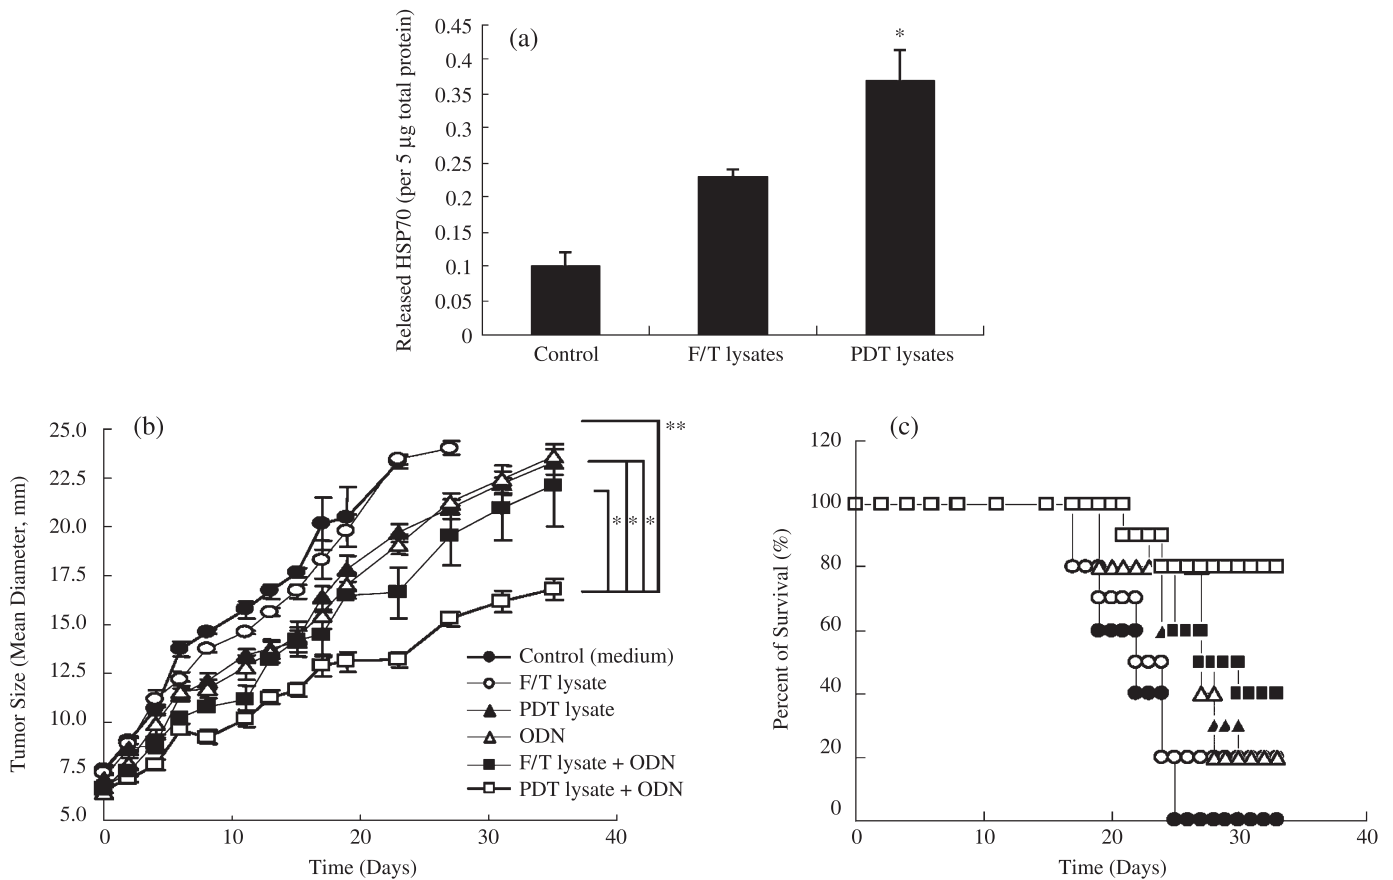 (a)
Released HSP70 (per 5 µg total protein)
0.45
0.4
0.35
0.3
0.25
0.2
0.15
0.1
0.05
0
*
Control
F/T lysates
PDT lysates
(b)
Tumor Size (Mean Diameter, mm)
25.0
22.5
20.0
17.5
15.0
12.5
10.0
7.5
5.0
**
* * *
Control (medium)
F/T lysate
PDT lysate
ODN
F/T lysate + ODN
PDT lysate + ODN
0 10 20 30 40
Time (Days)
(c)
Percent of Survival (%)
120
100
80
60
40
20
0
0 10 20 30 40
Time (Days)